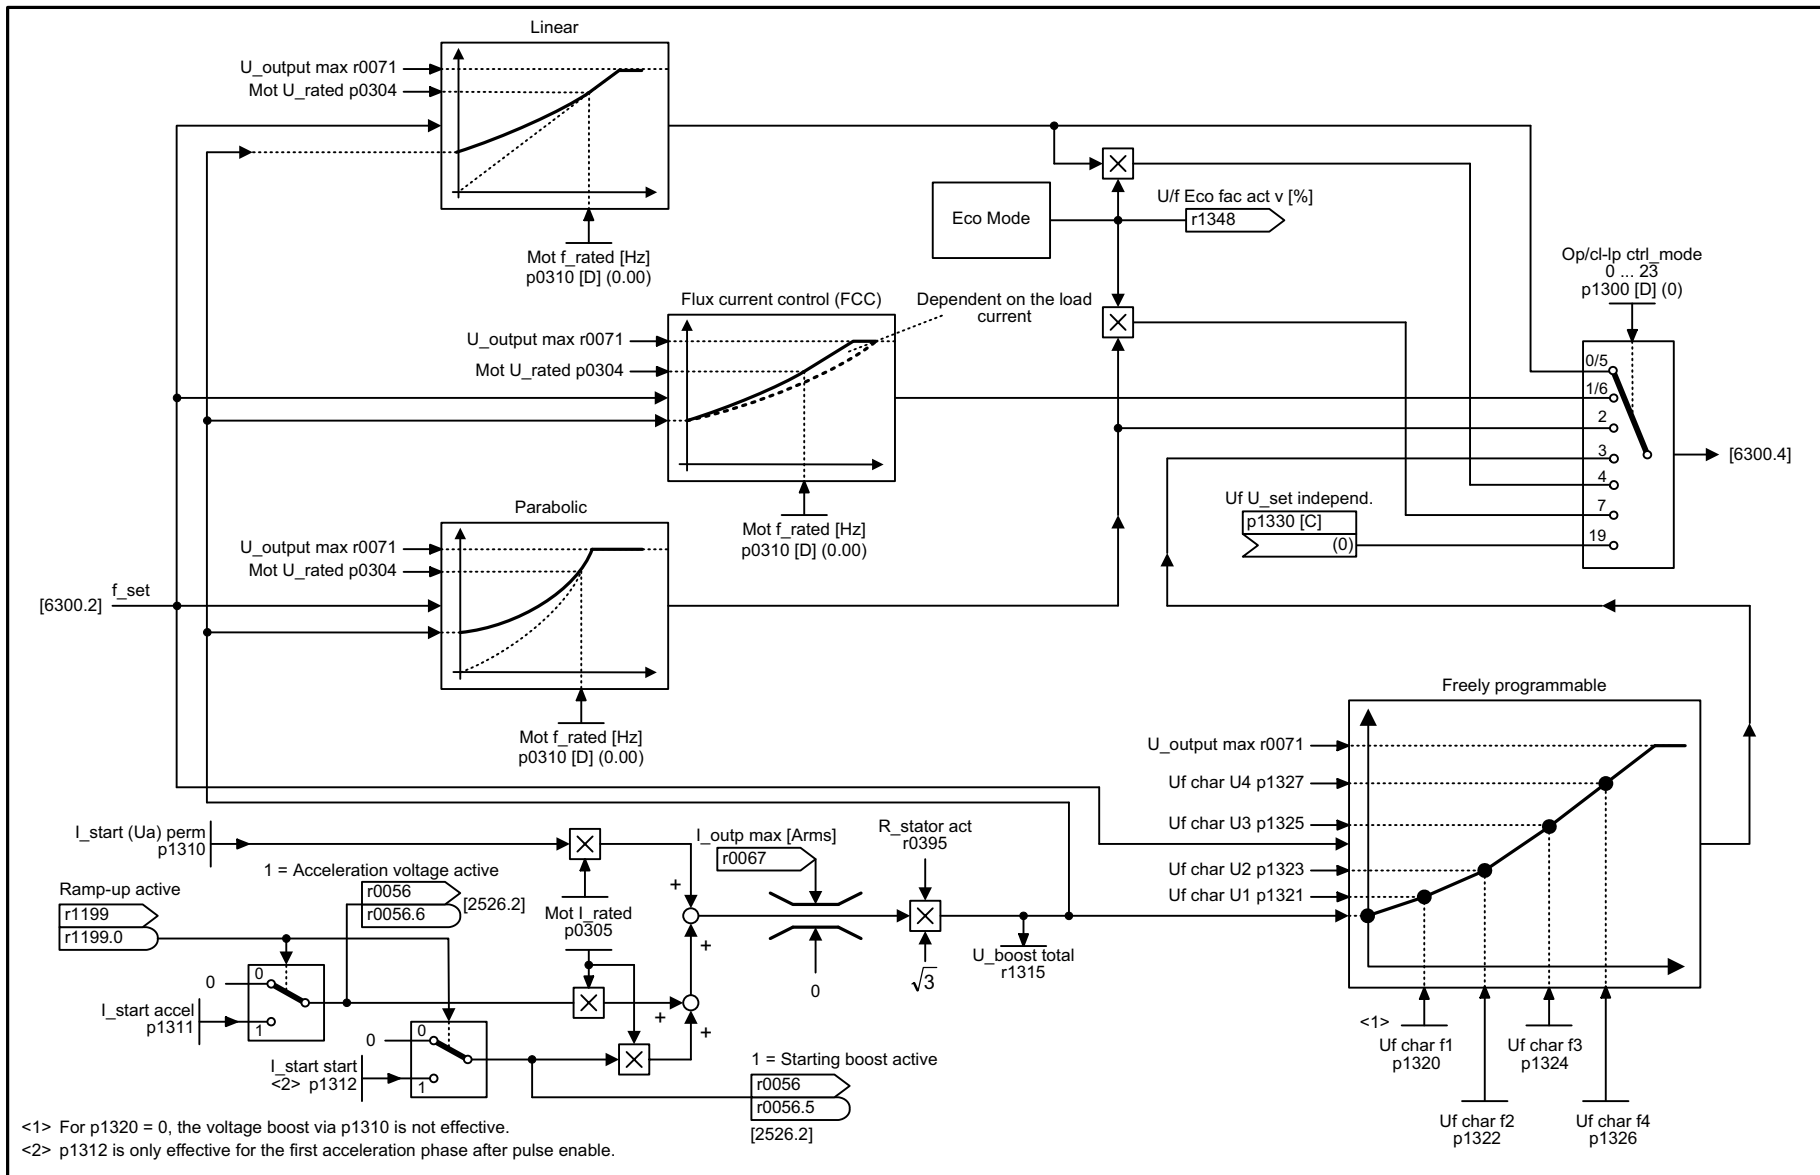 Linear
U_output max r0071
Mot U_rated p0304
Mot f_rated [Hz]
p0310 [D] (0.00)
Eco Mode
U/f Eco fac act v [%]
r1348
Op/cl-lp ctrl_mode
0 ... 23
p1300 [D] (0)
Flux current control (FCC)
Dependent on the load
current
U_output max r0071
Mot U_rated p0304
Mot f_rated [Hz]
p0310 [D] (0.00)
0/5
1/6
2
3
4
7
19
[6300.4]
Uf U_set independ.
p1330 [C]
(0)
Parabolic
U_output max r0071
Mot U_rated p0304
[6300.2]
f_set
Mot f_rated [Hz]
p0310 [D] (0.00)
Freely programmable
U_output max r0071
Uf char U4 p1327
Uf char U3 p1325
Uf char U2 p1323
Uf char U1 p1321
<1>
Uf char f1
p1320
Uf char f3
p1324
Uf char f2
p1322
Uf char f4
p1326
I_start (Ua) perm
p1310
1 = Acceleration voltage active
r0056
r0056.6
[2526.2]
Ramp-up active
r1199
r1199.0
Mot I_rated
p0305
I_outp max [Arms]
r0067
R_stator act
r0395
+
+
+
+
0
√3
U_boost total
r1315
0
0
1
I_start accel
p1311
0
0
1
I_start start
<2> p1312
1 = Starting boost active
r0056
r0056.5
[2526.2]
<1> For p1320 = 0, the voltage boost via p1310 is not effective.
<2> p1312 is only effective for the first acceleration phase after pulse enable.